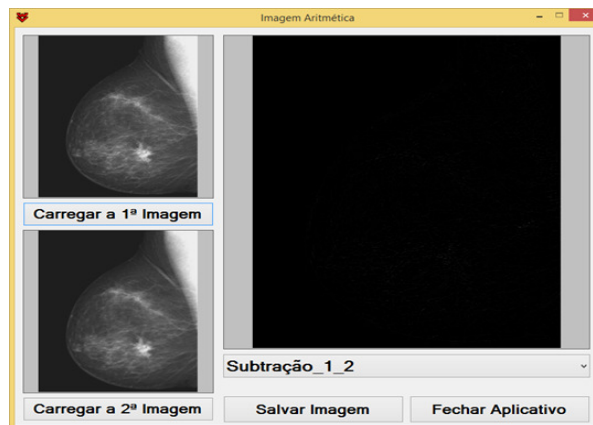 Imagem Aritmética
Carregar a 1ª Imagem
Carregar a 2ª Imagem
Subtração_1_2
Salvar Imagem
Fechar Aplicativo